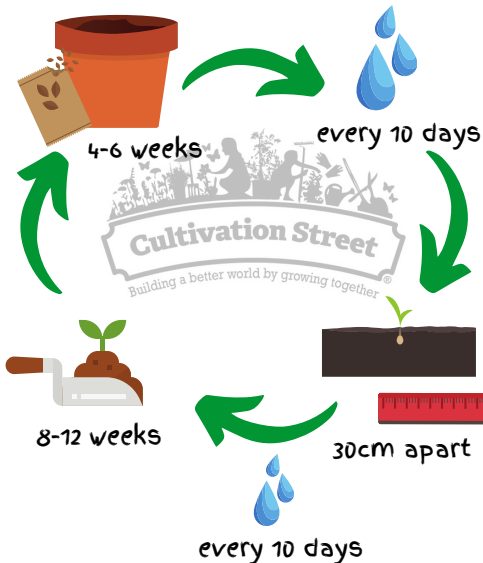 4-6 weeks
every 10 days
Cultivation Street
Building a better world by growing together
®
30cm apart
8-12 weeks
every 10 days